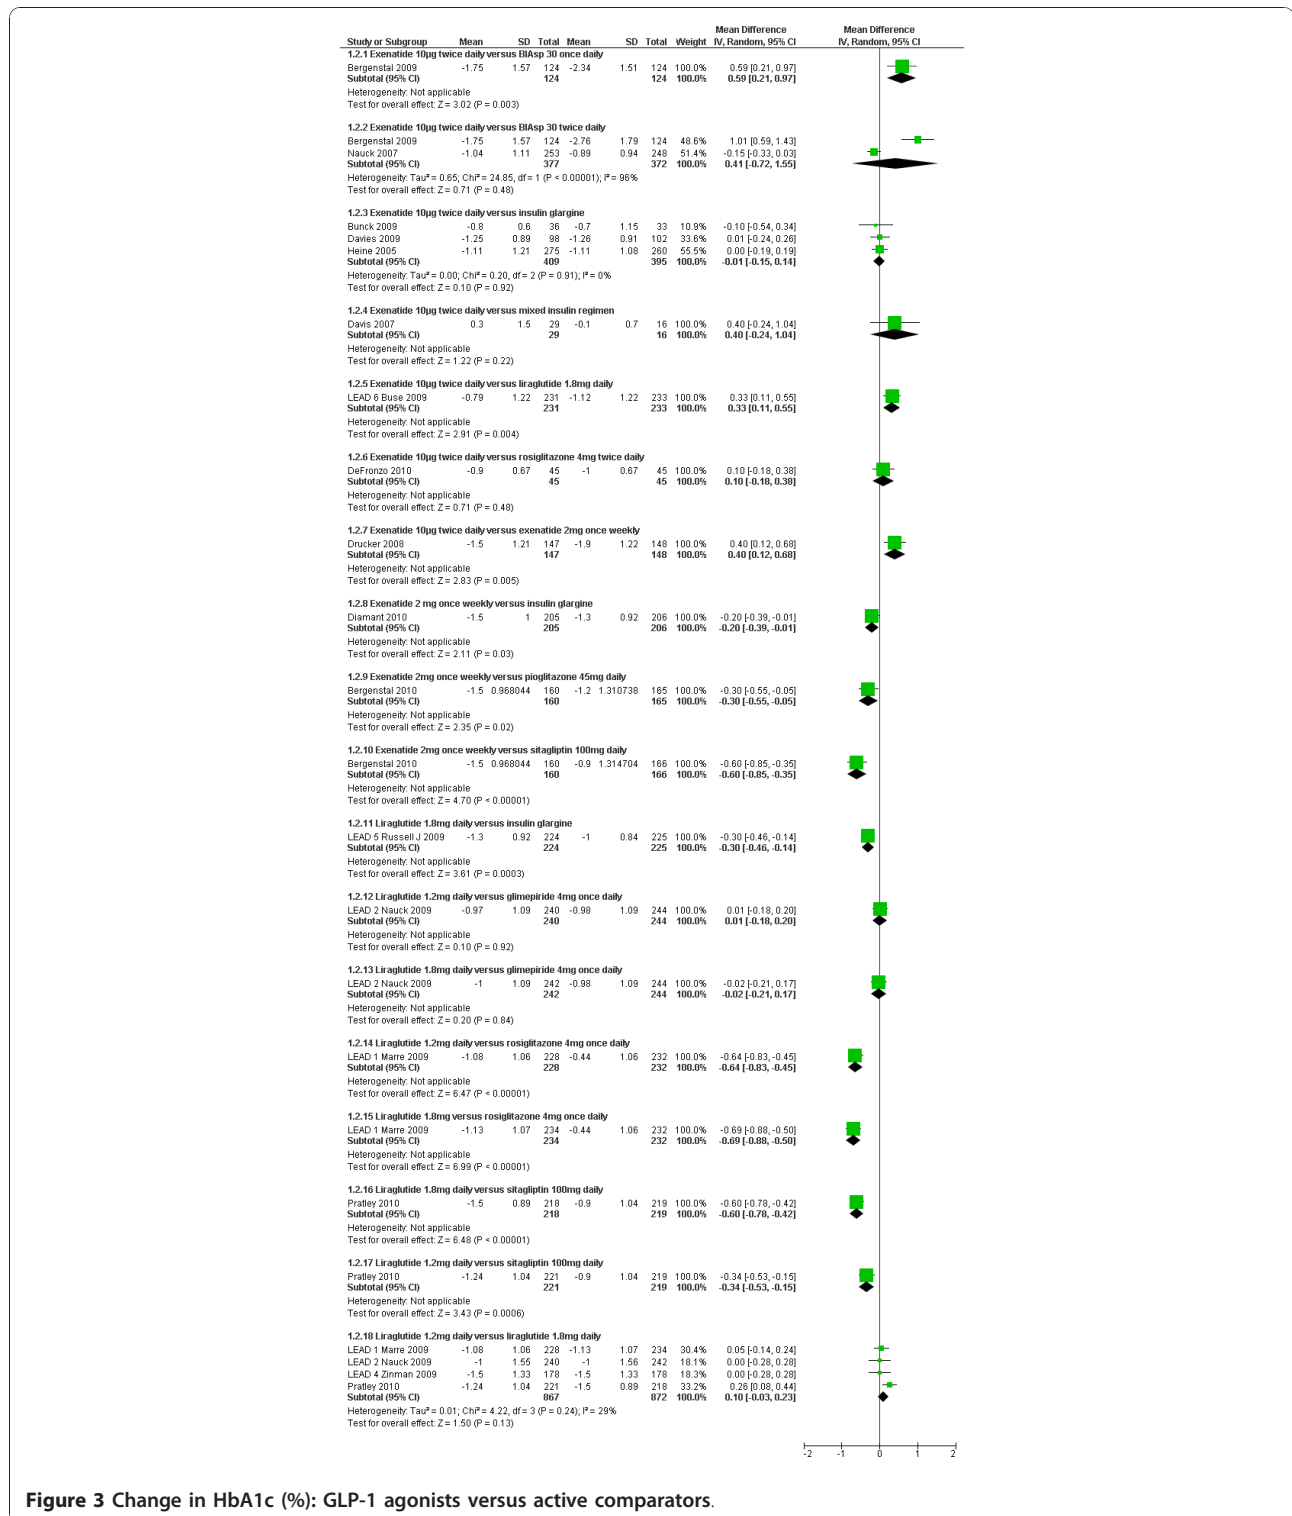 Mean Difference Mean Difference
Study or Subgroup Mean SD Total Mean SD Total Weight IV, Random, 95% CI IV, Random, 95% CI
1.2.1 Exenatide 10µg twice daily versus BIAsp 30 once daily
Bergenstal 2009 -1.75 1.57 124 -2.34 1.51 124 100.0% 0.59 [0.21, 0.97]
Subtotal (95% CI) 124 124 100.0% 0.59 [0.21, 0.97]
Heterogeneity: Not applicable
Test for overall effect: Z = 3.02 (P = 0.003)
1.2.2 Exenatide 10µg twice daily versus BIAsp 30 twice daily
Bergenstal 2009 -1.75 1.57 124 -2.76 1.79 124 48.6% 1.01 [0.59, 1.43]
Nauck 2007 -1.04 1.11 253 -0.89 0.94 248 51.4% -0.15 [-0.33, 0.03]
Subtotal (95% CI) 377 372 100.0% 0.41 [-0.72, 1.55]
Heterogeneity: Tau² = 0.65; Chi² = 24.85, df = 1 (P < 0.00001); I² = 96%
Test for overall effect: Z = 0.71 (P = 0.48)
1.2.3 Exenatide 10µg twice daily versus insulin glargine
Bunck 2009 -0.8 0.6 36 -0.7 1.15 33 10.9% -0.10 [-0.54, 0.34]
Davies 2009 -1.25 0.89 98 -1.26 0.91 102 33.6% 0.01 [-0.24, 0.26]
Heine 2005 -1.11 1.21 275 -1.11 1.08 260 55.5% 0.00 [-0.19, 0.19]
Subtotal (95% CI) 409 395 100.0% -0.01 [-0.15, 0.14]
Heterogeneity: Tau² = 0.00; Chi² = 0.20, df = 2 (P = 0.91); I² = 0%
Test for overall effect: Z = 0.10 (P = 0.92)
1.2.4 Exenatide 10µg twice daily versus mixed insulin regimen
Davis 2007 0.3 1.5 29 -0.1 0.7 16 100.0% 0.40 [-0.24, 1.04]
Subtotal (95% CI) 29 16 100.0% 0.40 [-0.24, 1.04]
Heterogeneity: Not applicable
Test for overall effect: Z = 1.22 (P = 0.22)
1.2.5 Exenatide 10µg twice daily versus liraglutide 1.8mg daily
LEAD 6 Buse 2009 -0.79 1.22 231 -1.12 1.22 233 100.0% 0.33 [0.11, 0.55]
Subtotal (95% CI) 231 233 100.0% 0.33 [0.11, 0.55]
Heterogeneity: Not applicable
Test for overall effect: Z = 2.91 (P = 0.004)
1.2.6 Exenatide 10µg twice daily versus rosiglitazone 4mg twice daily
DeFronzo 2010 -0.9 0.67 45 -1 0.67 45 100.0% 0.10 [-0.18, 0.38]
Subtotal (95% CI) 45 45 100.0% 0.10 [-0.18, 0.38]
Heterogeneity: Not applicable
Test for overall effect: Z = 0.71 (P = 0.48)
1.2.7 Exenatide 10µg twice daily versus exenatide 2mg once weekly
Drucker 2008 -1.5 1.21 147 -1.9 1.22 148 100.0% 0.40 [0.12, 0.68]
Subtotal (95% CI) 147 148 100.0% 0.40 [0.12, 0.68]
Heterogeneity: Not applicable
Test for overall effect: Z = 2.83 (P = 0.005)
1.2.8 Exenatide 2 mg once weekly versus insulin glargine
Diamant 2010 -1.5 1 205 -1.3 0.92 206 100.0% -0.20 [-0.39, -0.01]
Subtotal (95% CI) 205 206 100.0% -0.20 [-0.39, -0.01]
Heterogeneity: Not applicable
Test for overall effect: Z = 2.11 (P = 0.03)
1.2.9 Exenatide 2mg once weekly versus pioglitazone 45mg daily
Bergenstal 2010 -1.5 0.968044 160 -1.2 1.310738 165 100.0% -0.30 [-0.55, -0.05]
Subtotal (95% CI) 160 165 100.0% -0.30 [-0.55, -0.05]
Heterogeneity: Not applicable
Test for overall effect: Z = 2.35 (P = 0.02)
1.2.10 Exenatide 2mg once weekly versus sitagliptin 100mg daily
Bergenstal 2010 -1.5 0.968044 160 -0.9 1.314704 166 100.0% -0.60 [-0.85, -0.35]
Subtotal (95% CI) 160 166 100.0% -0.60 [-0.85, -0.35]
Heterogeneity: Not applicable
Test for overall effect: Z = 4.70 (P < 0.00001)
1.2.11 Liraglutide 1.8mg daily versus insulin glargine
LEAD 5 Russell J 2009 -1.3 0.92 224 -1 0.84 225 100.0% -0.30 [-0.46, -0.14]
Subtotal (95% CI) 224 225 100.0% -0.30 [-0.46, -0.14]
Heterogeneity: Not applicable
Test for overall effect: Z = 3.61 (P = 0.0003)
1.2.12 Liraglutide 1.2mg daily versus glimepiride 4mg once daily
LEAD 2 Nauck 2009 -0.97 1.09 240 -0.98 1.09 244 100.0% 0.01 [-0.18, 0.20]
Subtotal (95% CI) 240 244 100.0% 0.01 [-0.18, 0.20]
Heterogeneity: Not applicable
Test for overall effect: Z = 0.10 (P = 0.92)
1.2.13 Liraglutide 1.8mg daily versus glimepiride 4mg once daily
LEAD 2 Nauck 2009 -1 1.09 242 -0.98 1.09 244 100.0% -0.02 [-0.21, 0.17]
Subtotal (95% CI) 242 244 100.0% -0.02 [-0.21, 0.17]
Heterogeneity: Not applicable
Test for overall effect: Z = 0.20 (P = 0.84)
1.2.14 Liraglutide 1.2mg daily versus rosiglitazone 4mg once daily
LEAD 1 Marre 2009 -1.08 1.06 228 -0.44 1.06 232 100.0% -0.64 [-0.83, -0.45]
Subtotal (95% CI) 228 232 100.0% -0.64 [-0.83, -0.45]
Heterogeneity: Not applicable
Test for overall effect: Z = 6.47 (P < 0.00001)
1.2.15 Liraglutide 1.8mg versus rosiglitazone 4mg once daily
LEAD 1 Marre 2009 -1.13 1.07 234 -0.44 1.06 232 100.0% -0.69 [-0.88, -0.50]
Subtotal (95% CI) 234 232 100.0% -0.69 [-0.88, -0.50]
Heterogeneity: Not applicable
Test for overall effect: Z = 6.99 (P < 0.00001)
1.2.16 Liraglutide 1.8mg daily versus sitagliptin 100mg daily
Pratley 2010 -1.5 0.89 218 -0.9 1.04 219 100.0% -0.60 [-0.78, -0.42]
Subtotal (95% CI) 218 219 100.0% -0.60 [-0.78, -0.42]
Heterogeneity: Not applicable
Test for overall effect: Z = 6.48 (P < 0.00001)
1.2.17 Liraglutide 1.2mg daily versus sitagliptin 100mg daily
Pratley 2010 -1.24 1.04 221 -0.9 1.04 219 100.0% -0.34 [-0.53, -0.15]
Subtotal (95% CI) 221 219 100.0% -0.34 [-0.53, -0.15]
Heterogeneity: Not applicable
Test for overall effect: Z = 3.43 (P = 0.0006)
1.2.18 Liraglutide 1.2mg daily versus liraglutide 1.8mg daily
LEAD 1 Marre 2009 -1.08 1.06 228 -1.13 1.07 234 30.4% 0.05 [-0.14, 0.24]
LEAD 2 Nauck 2009 -1 1.55 240 -1 1.56 242 18.1% 0.00 [-0.28, 0.28]
LEAD 4 Zinman 2009 -1.5 1.33 178 -1.5 1.33 178 18.3% 0.00 [-0.28, 0.28]
Pratley 2010 -1.24 1.04 221 -1.5 0.89 218 33.2% 0.26 [0.08, 0.44]
Subtotal (95% CI) 867 872 100.0% 0.10 [-0.03, 0.23]
Heterogeneity: Tau² = 0.01; Chi² = 4.22, df = 3 (P = 0.24); I² = 29%
Test for overall effect: Z = 1.50 (P = 0.13)
-2 -1 0 1 2
Figure 3 Change in HbA1c (%): GLP-1 agonists versus active comparators.